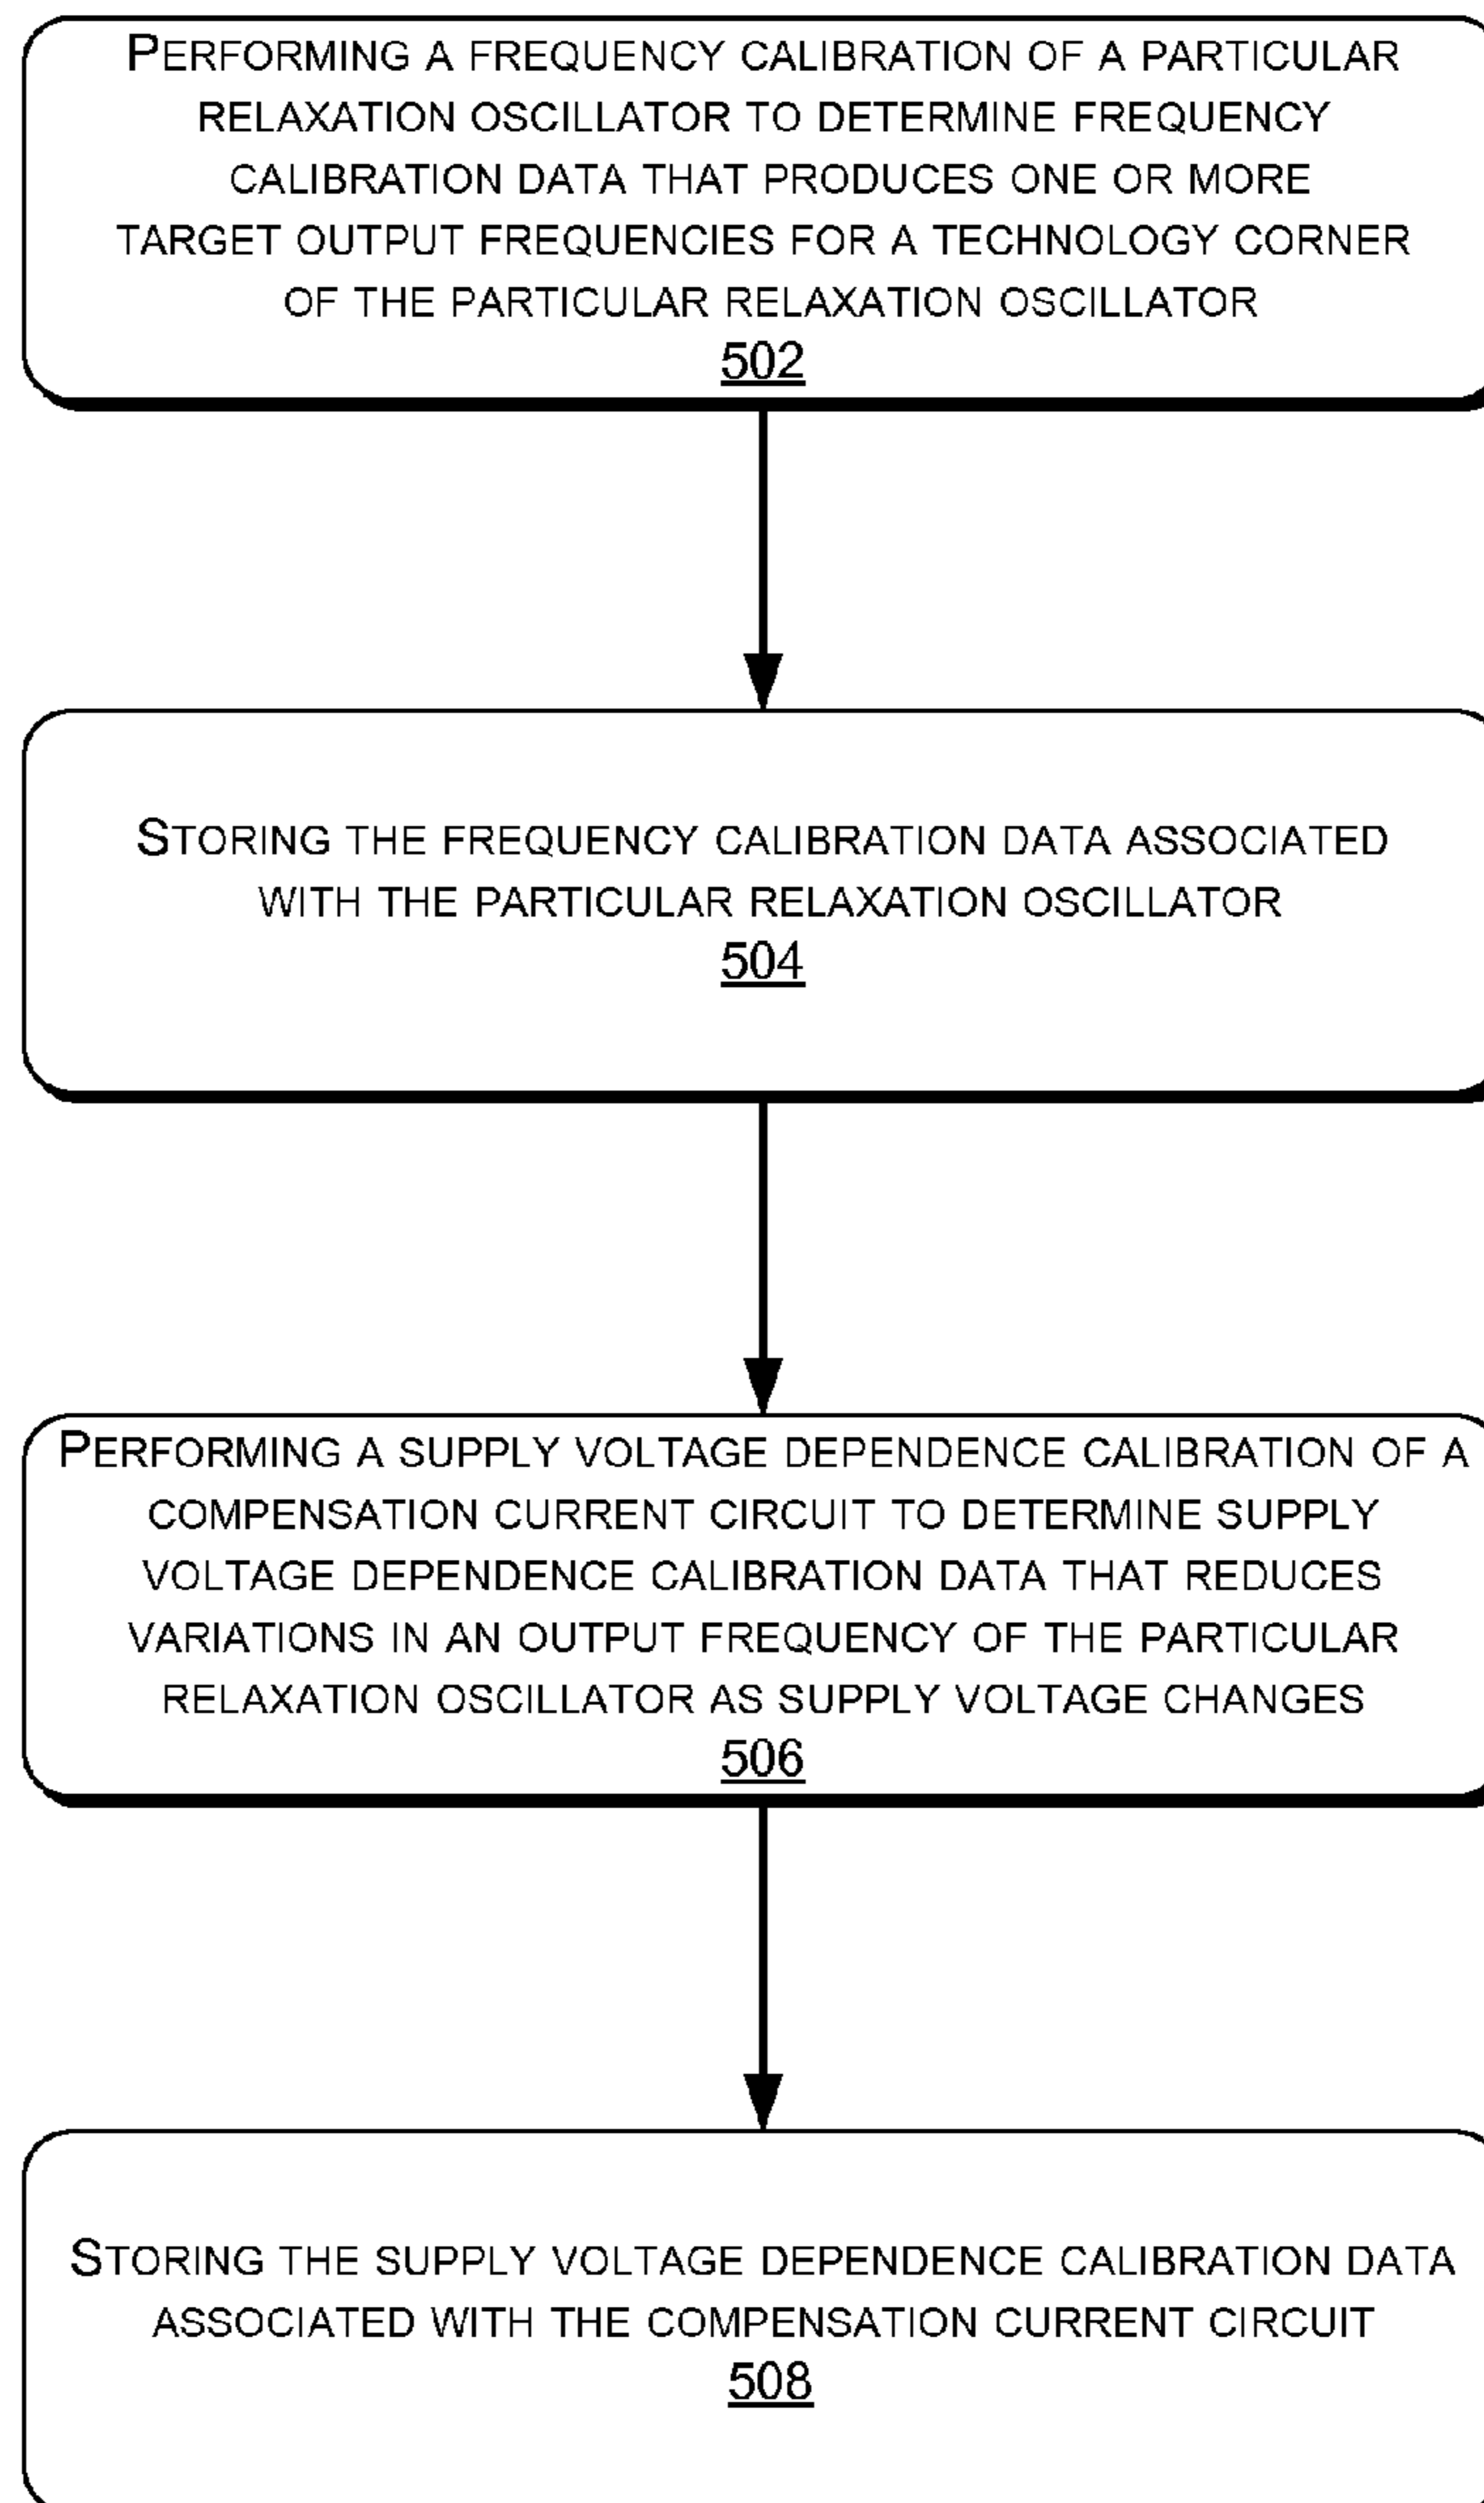 PERFORMING A FREQUENCY CALIBRATION OF A PARTICULAR
RELAXATION OSCILLATOR TO DETERMINE FREQUENCY
CALIBRATION DATA THAT PRODUCES ONE OR MORE
TARGET OUTPUT FREQUENCIES FOR A TECHNOLOGY CORNER
OF THE PARTICULAR RELAXATION OSCILLATOR
502
STORING THE FREQUENCY CALIBRATION DATA ASSOCIATED
WITH THE PARTICULAR RELAXATION OSCILLATOR
504
PERFORMING A SUPPLY VOLTAGE DEPENDENCE CALIBRATION OF A
COMPENSATION CURRENT CIRCUIT TO DETERMINE SUPPLY
VOLTAGE DEPENDENCE CALIBRATION DATA THAT REDUCES
VARIATIONS IN AN OUTPUT FREQUENCY OF THE PARTICULAR
RELAXATION OSCILLATOR AS SUPPLY VOLTAGE CHANGES
506
STORING THE SUPPLY VOLTAGE DEPENDENCE CALIBRATION DATA
ASSOCIATED WITH THE COMPENSATION CURRENT CIRCUIT
508